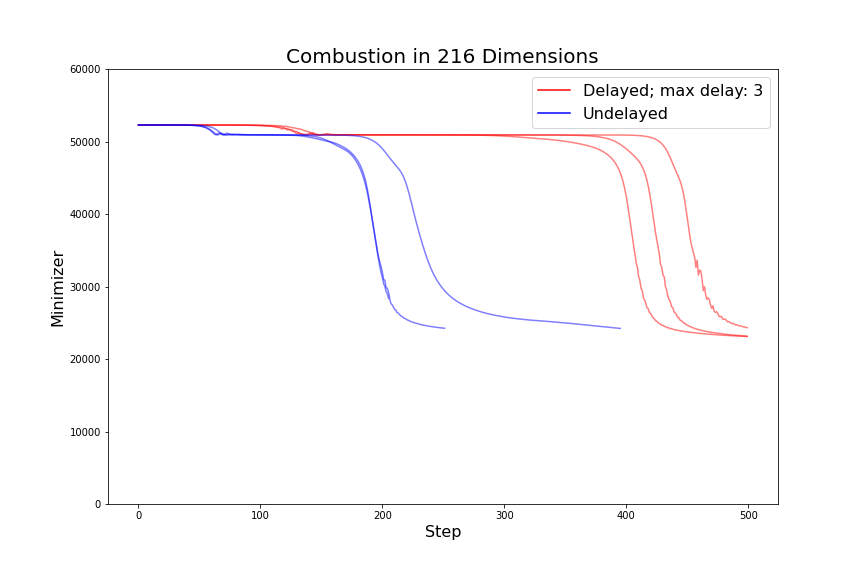 Combustion in 216 Dimensions
Delayed; max delay: 3
Undelayed
Minimizer
60000
50000
40000
30000
20000
10000
0
0 100 200 300 400 500
Step